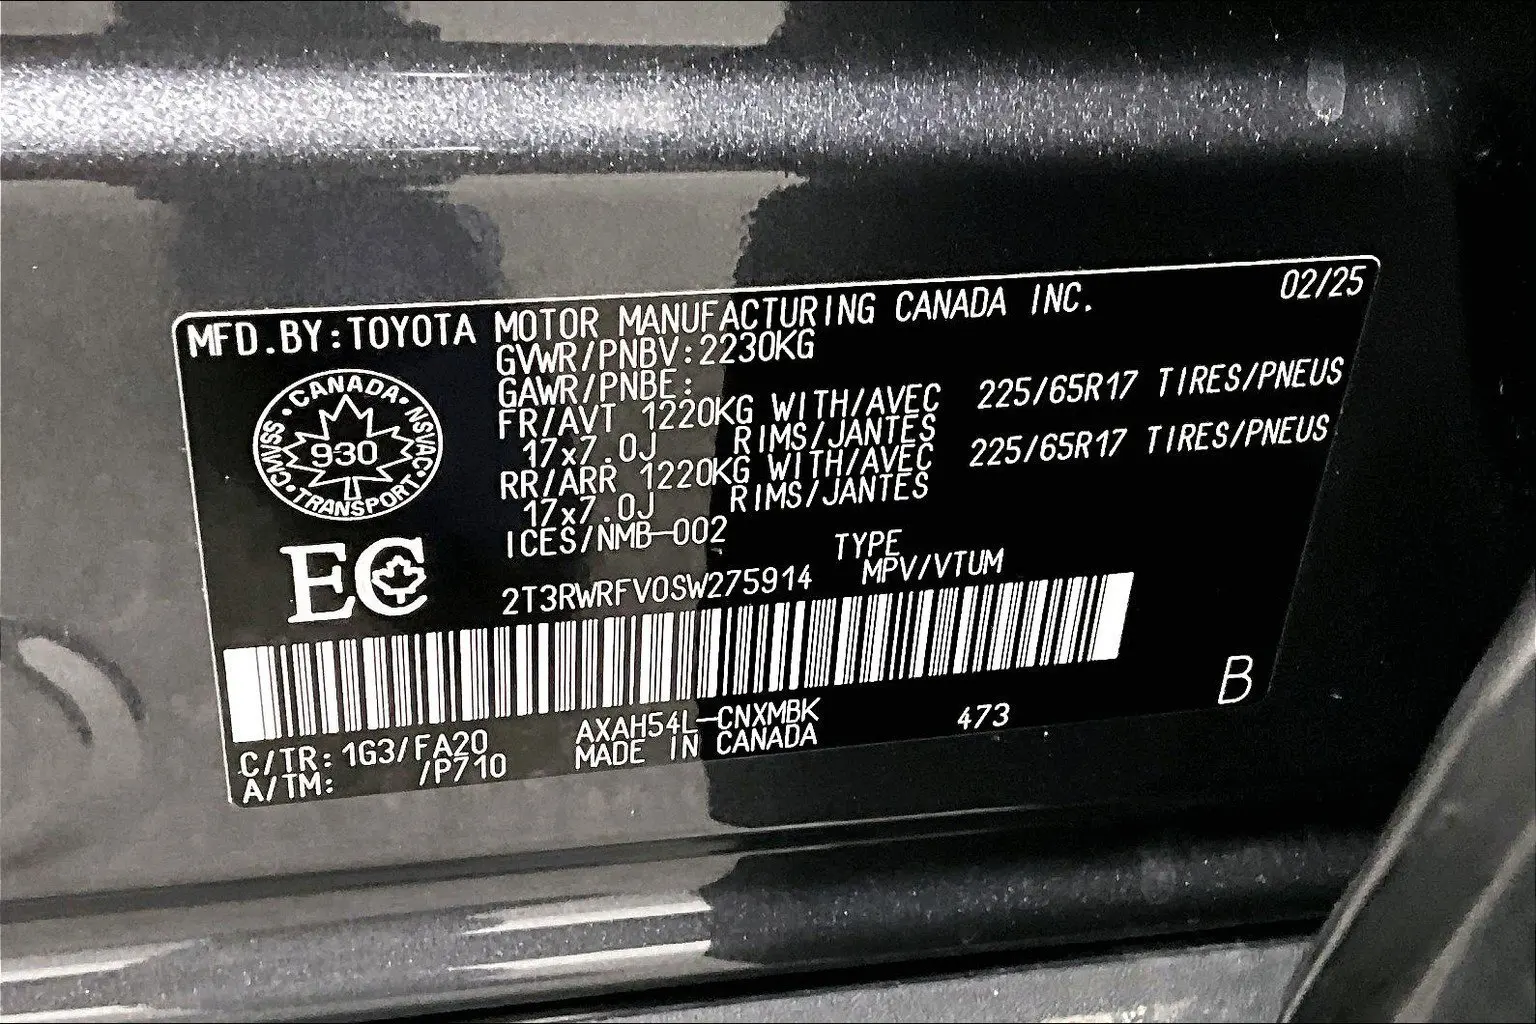 02/25
MFD.BY:TOYOTA MOTOR MANUFACTURING CANADA INC.
GVWR/PNBV:2230KG
GAWR/PNBE:
FR/AVT 1220KG WITH/AVEC 225/65R17 TIRES/PNEUS
17x7.0J RIMS/JANTES
RR/ARR 1220KG WITH/AVEC 225/65R17 TIRES/PNEUS
17x7.0J RIMS/JANTES
ICES/NMB-002
CANADA • NSVAC • TRANSPORT • CMVSS •
930
EC
TYPE
2T3RWRFV0SW275914 MPV/VTUM
C/TR: 1G3/FA20 AXAH54L-CNXMBK 473 B
A/TM: /P710 MADE IN CANADA